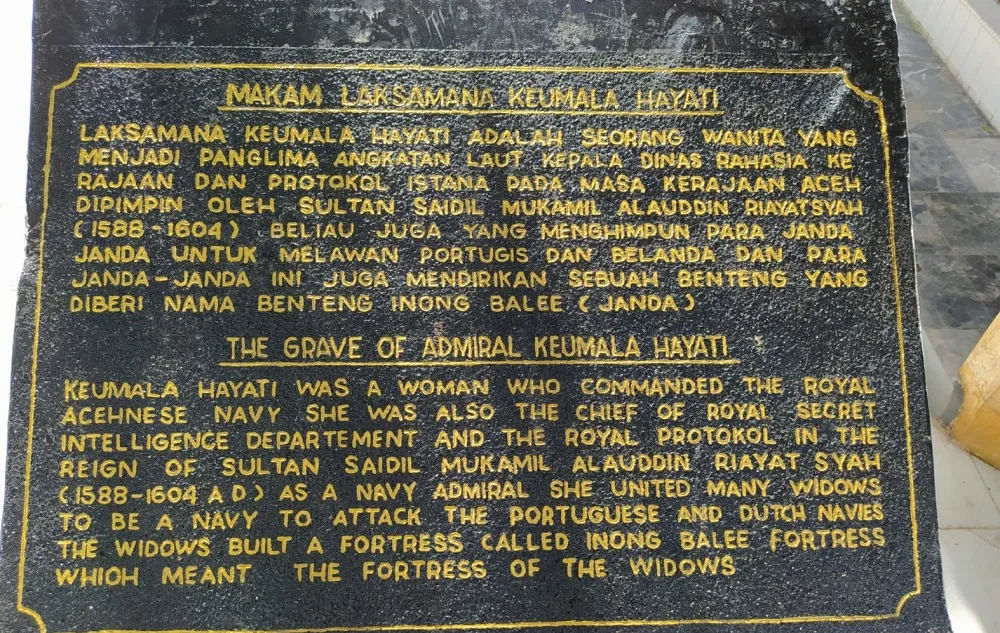 MAKAM LAKSAMANA KEUMALA HAYATI
LAKSAMANA KEUMALA HAYATI ADALAH SEORANG WANITA YANG
MENJADI PANGLIMA ANGKATAN LAUT KEPALA DINAS RAHASIA KE
RAJAAN DAN PROTOKOL ISTANA PADA MASA KERAJAAN ACEH
DIPIMPIN OLEH SULTAN SAIDIL MUKAMIL ALAUDDIN RIAYATSYAH
(1588-1604) BELIAU JUGA YANG MENGHIMPUN PARA JANDA
JANDA UNTUK MELAWAN PORTUGIS DAN BELANDA DAN PARA
JANDA-JANDA INI JUGA MENDIRIKAN SEBUAH BENTENG YANG
DIBERI NAMA BENTENG INONG BALEE (JANDA)
THE GRAVE OF ADMIRAL KEUMALA HAYATI
KEUMALA HAYATI WAS A WOMAN WHO COMMANDED THE ROYAL
ACEHNESE NAVY SHE WAS ALSO THE CHIEF OF ROYAL SECRET
INTELLIGENCE DEPARTEMENT AND THE ROYAL PROTOKOL IN THE
REIGN OF SULTAN SAIDIL MUKAMIL ALAUDDIN RIAYAT SYAH
(1588-1604 A D) AS A NAVY ADMIRAL SHE UNITED MANY WIDOWS
TO BE A NAVY TO ATTACK THE PORTUGUESE AND DUTCH NAVIES
THE WIDOWS BUILT A FORTRESS CALLED INONG BALEE FORTRESS
WHIOH MEANT THE FORTRESS OF THE WIDOWS